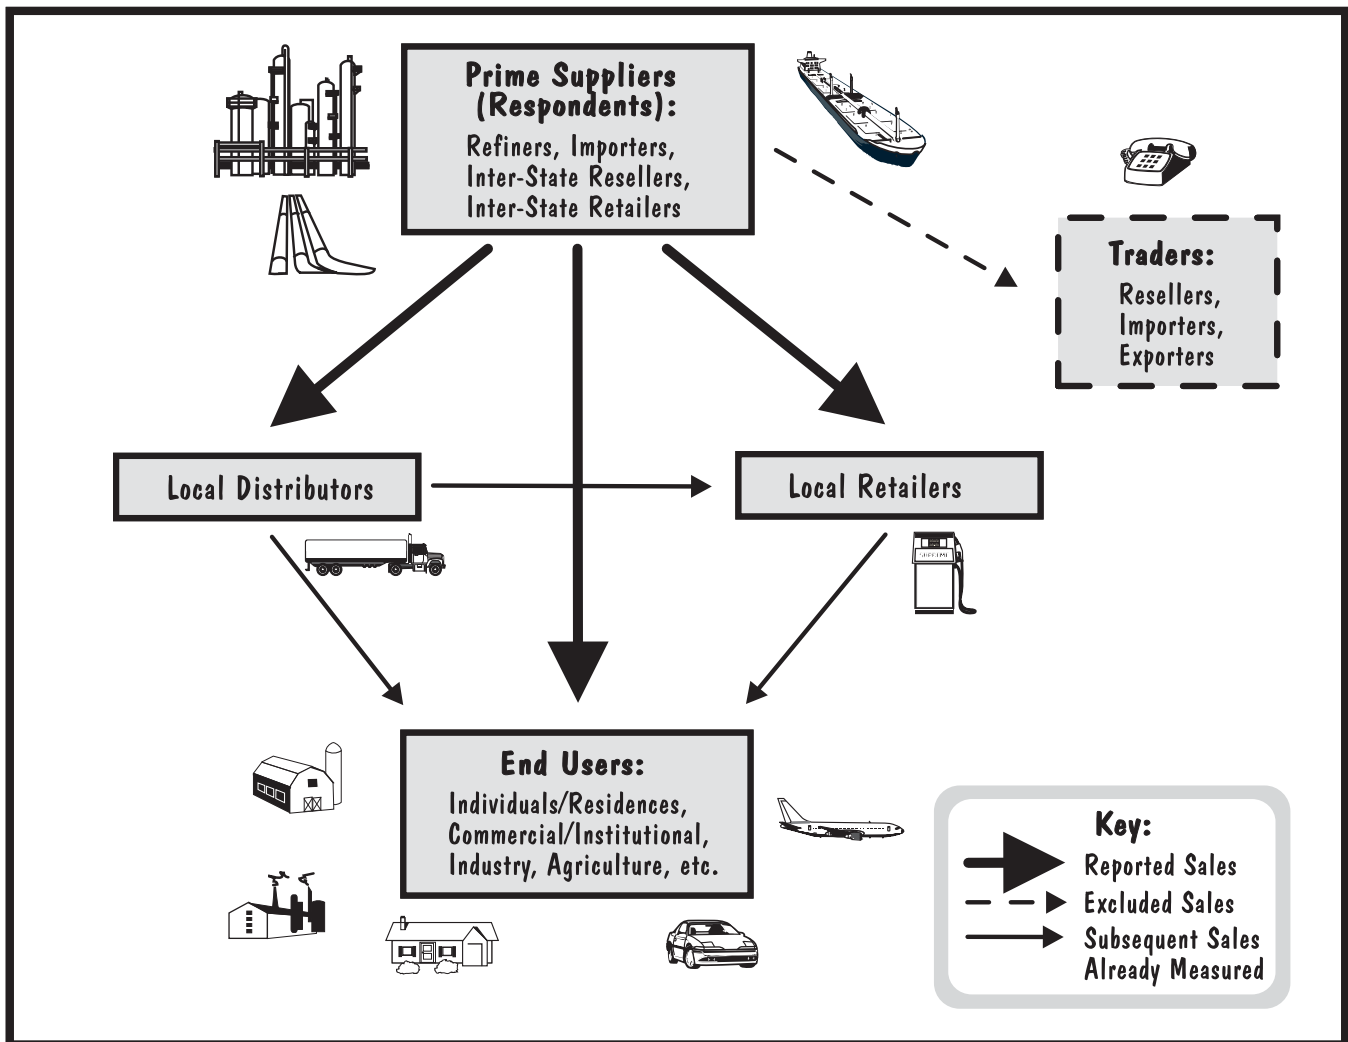 Prime Suppliers
(Respondents):
Refiners, Importers,
Inter-State Resellers,
Inter-State Retailers
Traders:
Resellers,
Importers,
Exporters
Local Distributors
Local Retailers
SUPREME
End Users:
Individuals/Residences,
Commercial/Institutional,
Industry, Agriculture, etc.
Key:
Reported Sales
Excluded Sales
Subsequent Sales
Already Measured